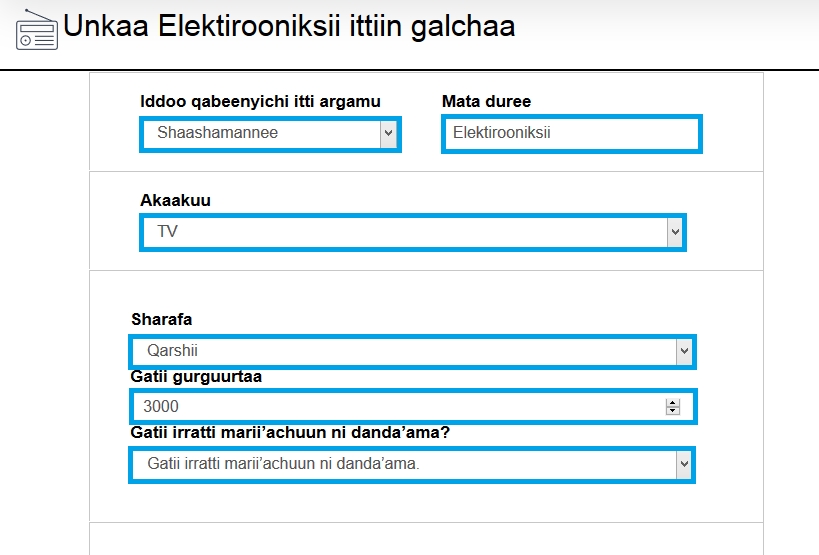 Unkaa Elektirooniksii ittiin galchaa
Iddoo qabeenyichi itti argamu
Mata duree
Shaashamannee
Elektirooniksii
Akaakuu
TV
Sharafa
Qarshii
Gatii gurguurtaa
3000
Gatii irratti marii’achuun ni danda’ama?
Gatii irratti marii’achuun ni danda’ama.